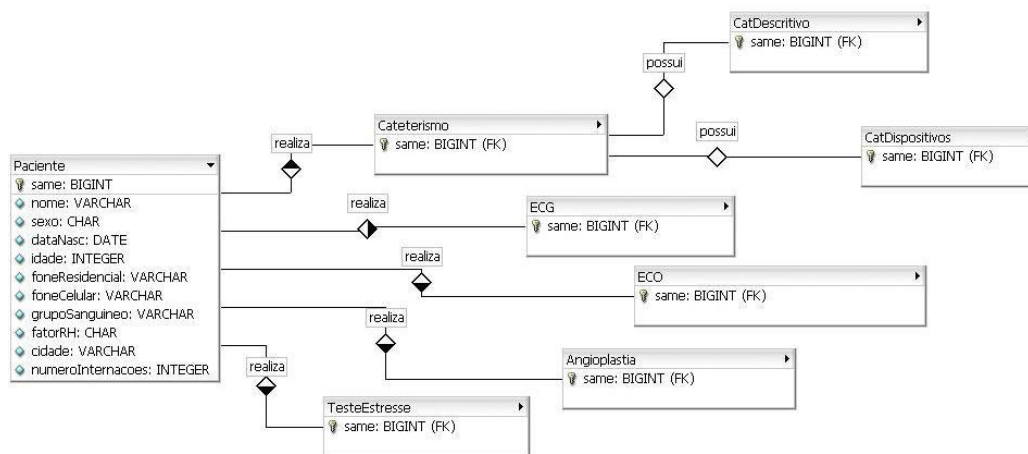 CatDescritivo
same: BIGINT (FK)
possui
Cateterismo
same: BIGINT (FK)
possui
CatDispositivos
same: BIGINT (FK)
realiza
Paciente
same: BIGINT
nome: VARCHAR
sexo: CHAR
dataNasc: DATE
idade: INTEGER
foneResidencial: VARCHAR
foneCelular: VARCHAR
grupoSanguineo: VARCHAR
fatorRH: CHAR
cidade: VARCHAR
numeroInternacoes: INTEGER
realiza
ECG
same: BIGINT (FK)
realiza
ECO
same: BIGINT (FK)
realiza
Angioplastia
same: BIGINT (FK)
realiza
TesteEstresse
same: BIGINT (FK)